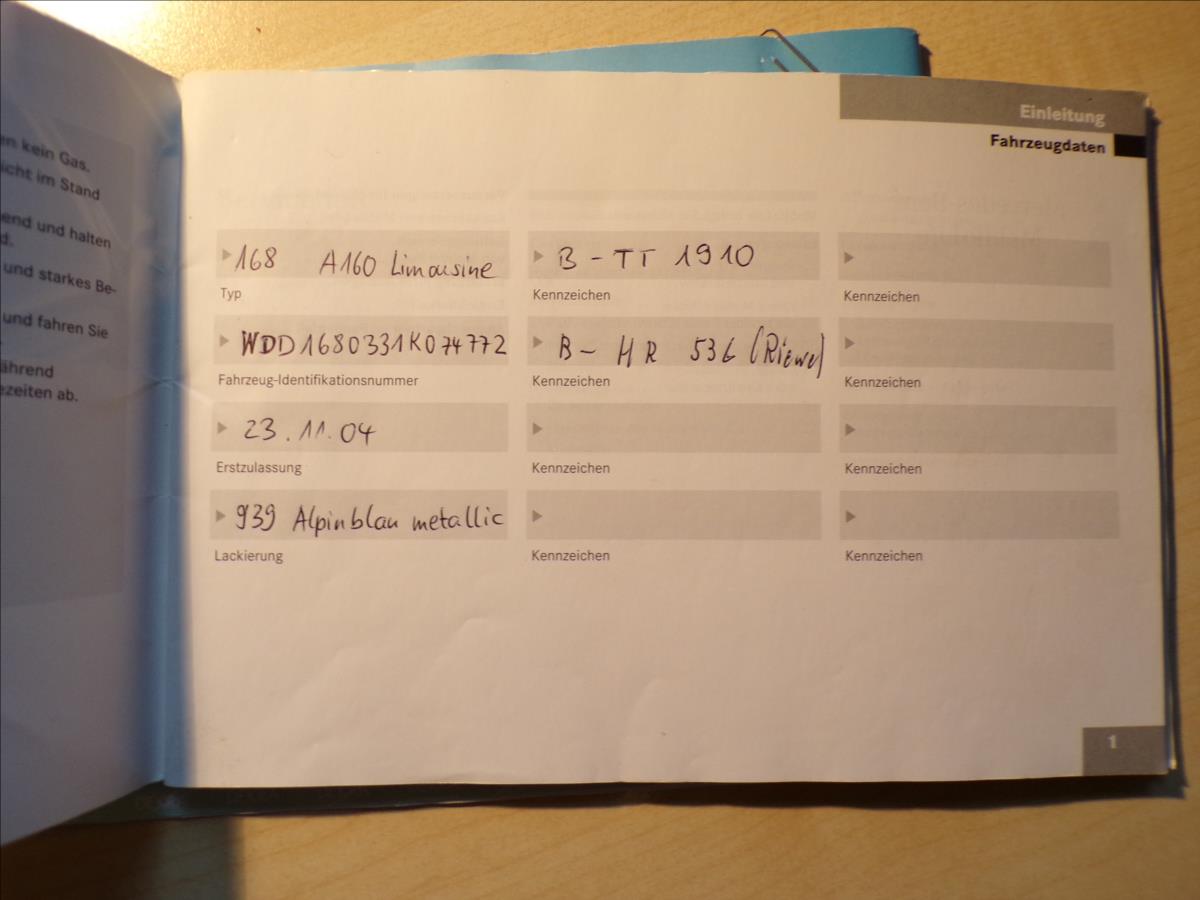 en kein Gas.
icht im Stand
end und halten
d.
und starkes Be-
und fahren Sie
ährend
zeiten ab.
Einleitung
Fahrzeugdaten
168 A160 Limousine
Typ
B - TT 1910
Kennzeichen
Kennzeichen
WDD1680331K074772
Fahrzeug-Identifikationsnummer
B - HR 536
Kennzeichen
Kennzeichen
23.11.04
Erstzulassung
Kennzeichen
Kennzeichen
939 Alpinblau metallic
Lackierung
Kennzeichen
Kennzeichen
1